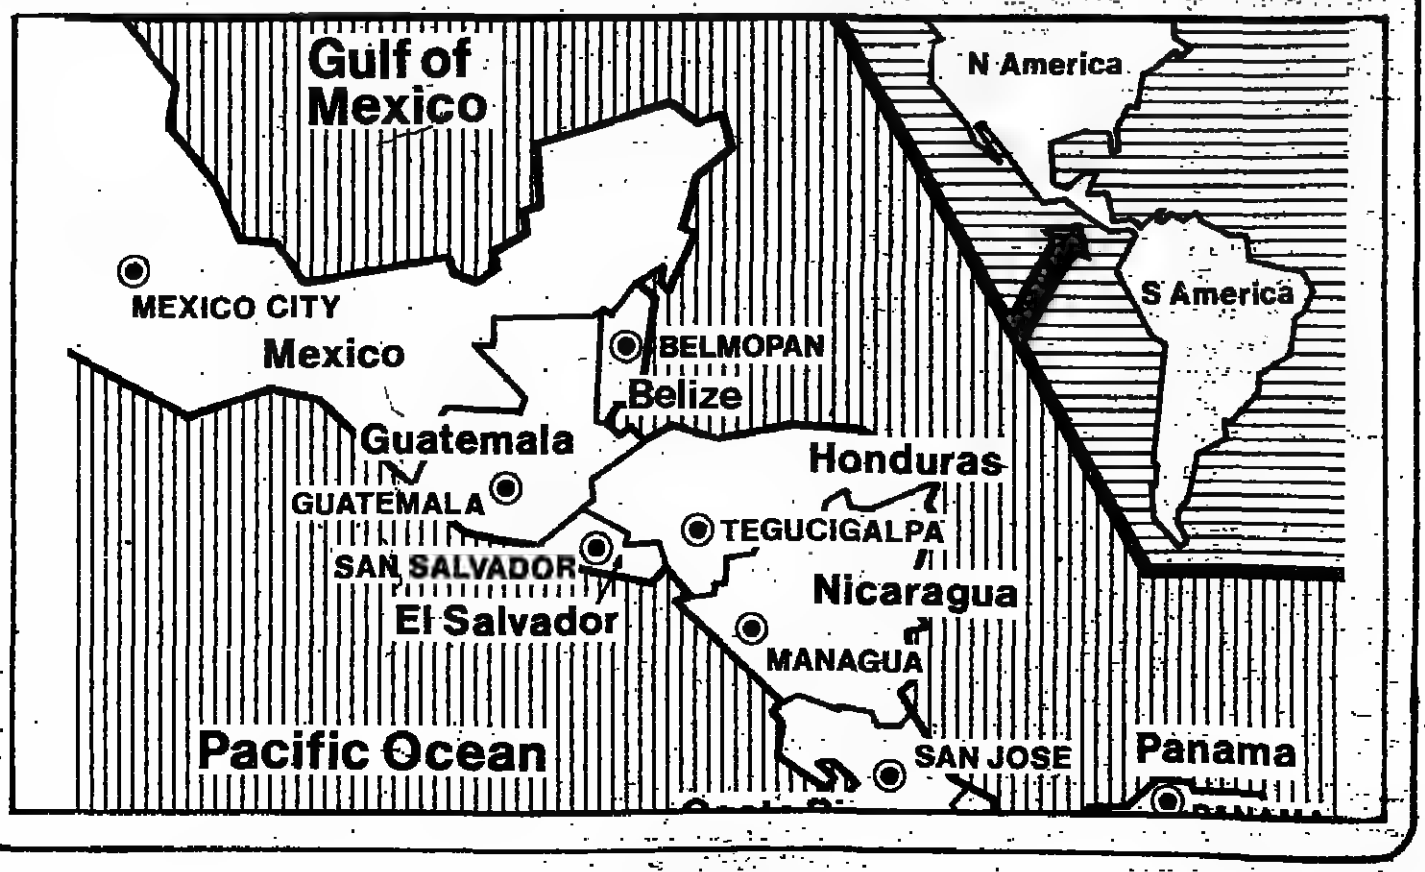 Gulf of
Mexico
N America
S America
MEXICO CITY
Mexico
BELMOPAN
Belize
Guatemala
GUATEMALA
Honduras
TEGUCIGALPA
SAN SALVADOR
El Salvador
Nicaragua
MANAGUA
Pacific Ocean
SAN JOSE
Panama
PANAMA